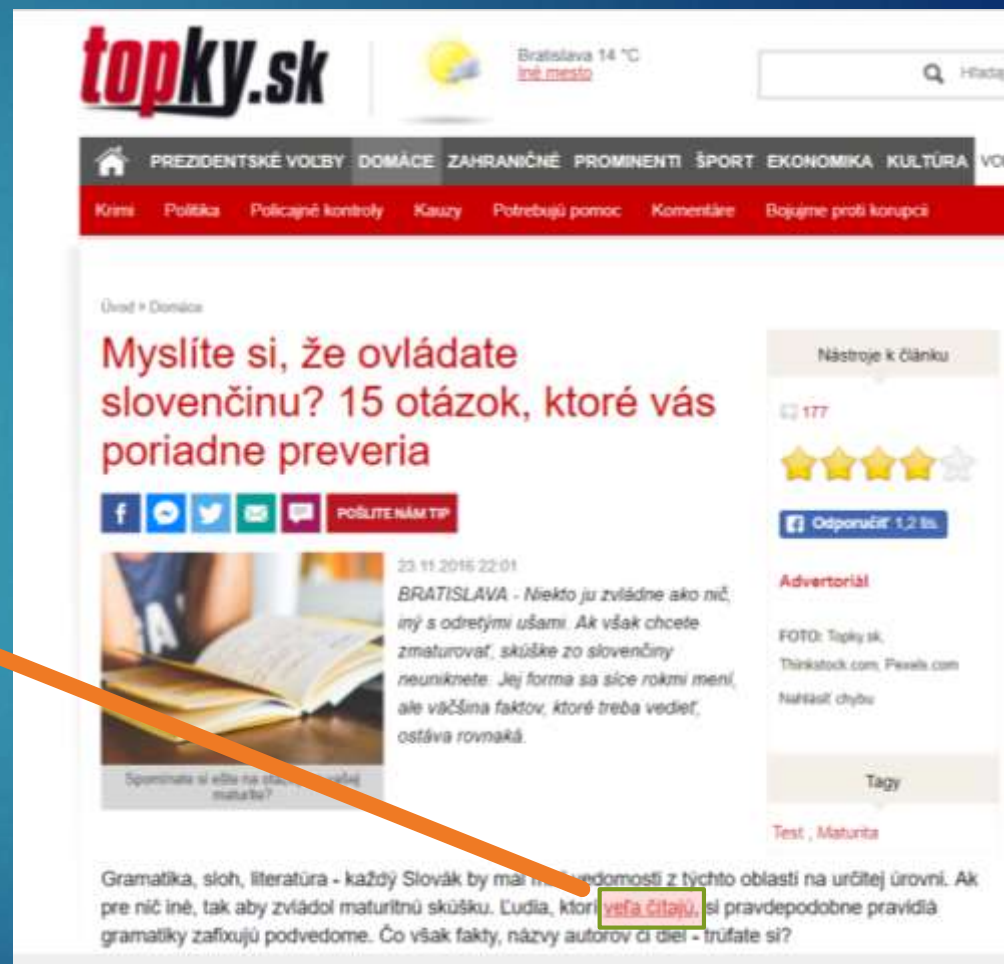 topky.sk
Bratislava 14 °C
Iné mesto
PREZIDENTSKÉ VOĽBY DOMÁCE ZAHRANIČNÉ PROMINENTI ŠPORT EKONOMIKA KULTÚRA
Krimi Politika Policajné kontroly Kauzy Potrebujú pomoc Komentáre Bojujme proti korupcii
Úvod » Domáce
Myslíte si, že ovládate
slovenčinu? 15 otázok, ktoré vás
poriadne preveria
POŠLITE NÁM TIP
23.11.2016 22:01
BRATISLAVA - Niekto ju zvládne ako nič,
iný s odretými ušami. Ak však chcete
zmaturovať, skúške zo slovenčiny
neuniknete. Jej forma sa síce rokmi mení,
ale väčšina faktov, ktoré treba vedieť,
ostáva rovnaká.
Spomínate si ešte na vašej
maturite?
Nástroje k článku
177
Odporučiť 1,2 tis.
Advertoriál
FOTO: Topky.sk,
Thinkstock.com, Pexels.com
Nahlásiť chybu
Tagy
Test , Maturita
Gramatika, sloh, literatúra - každý Slovák by mal vedomosti z týchto oblastí na určitej úrovni. Ak
pre nič iné, tak aby zvládol maturitnú skúšku. Ľudia, ktorí veľa čítajú, si pravdepodobne pravidlá
gramatiky zafixujú podvedome. Čo však fakty, názvy autorov či diel - trúfate si?